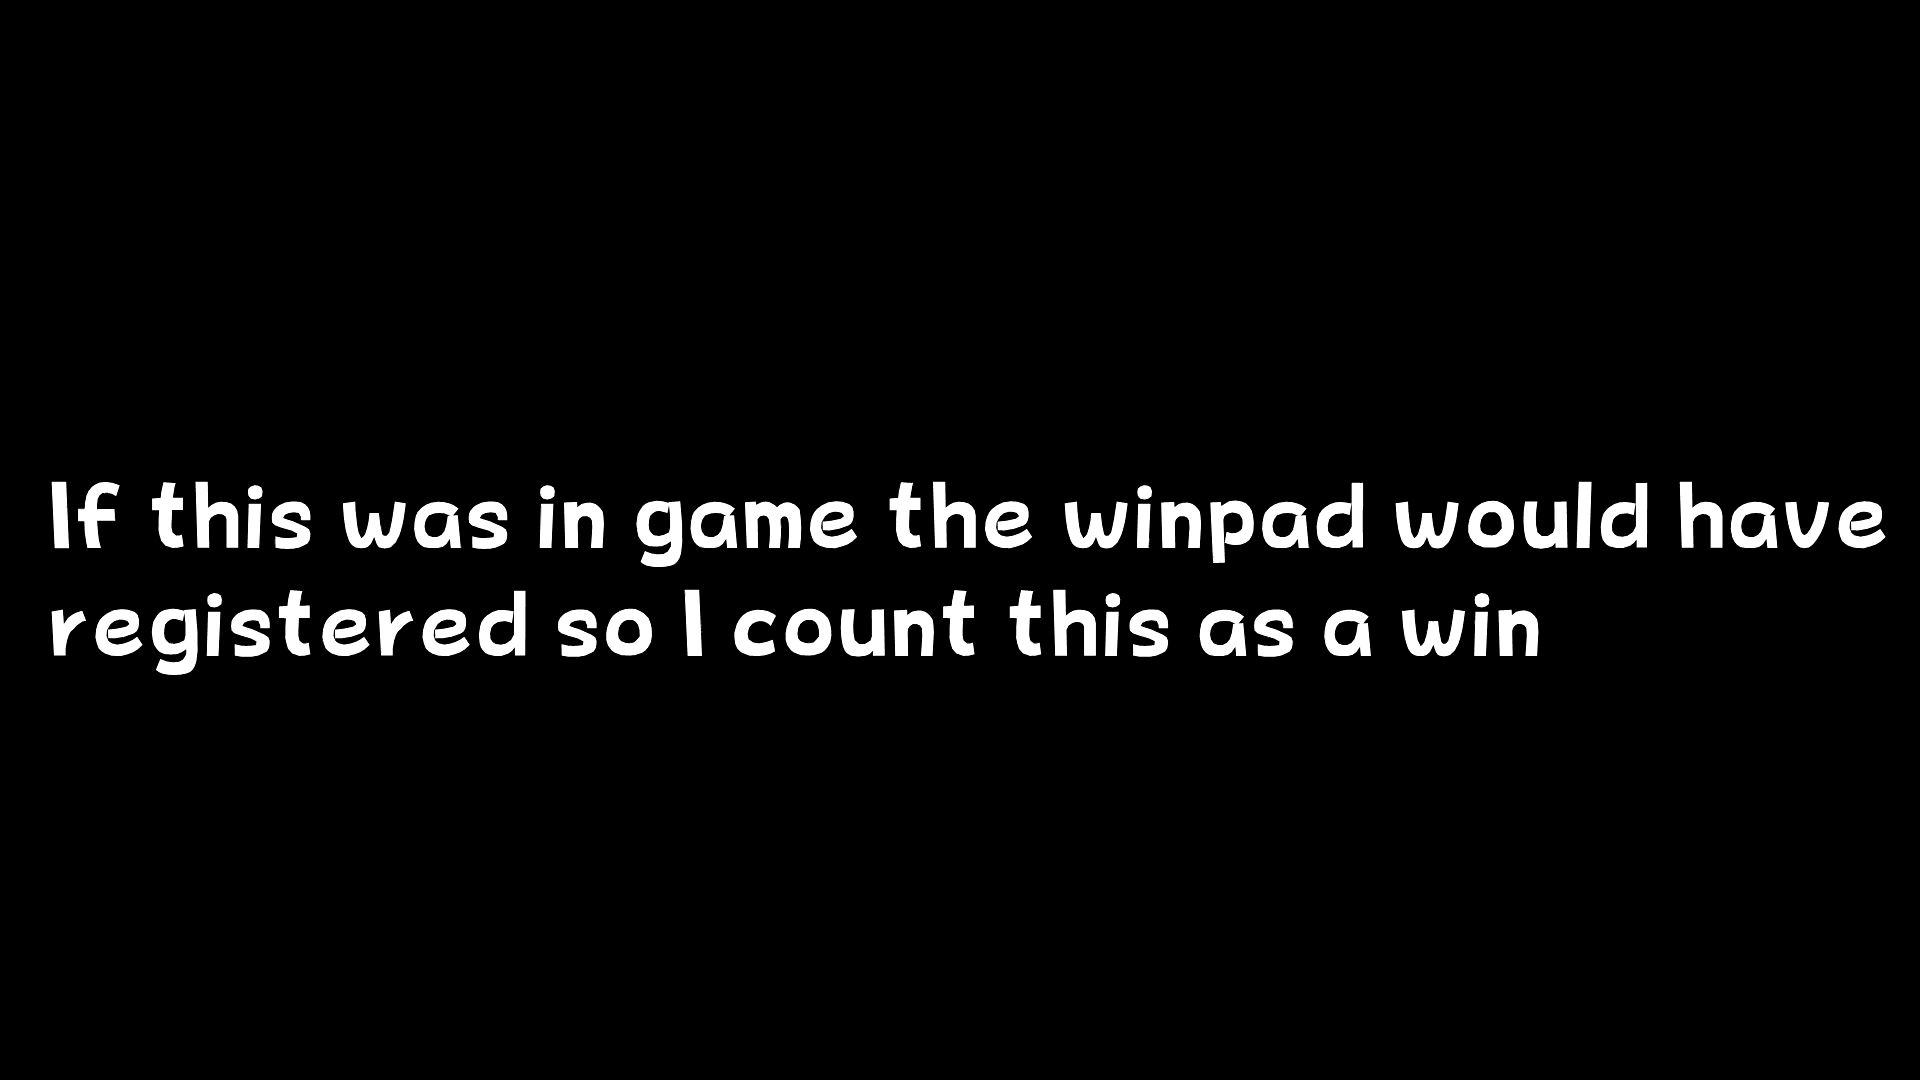 If this was in game the winpad would have
registered so I count this as a win